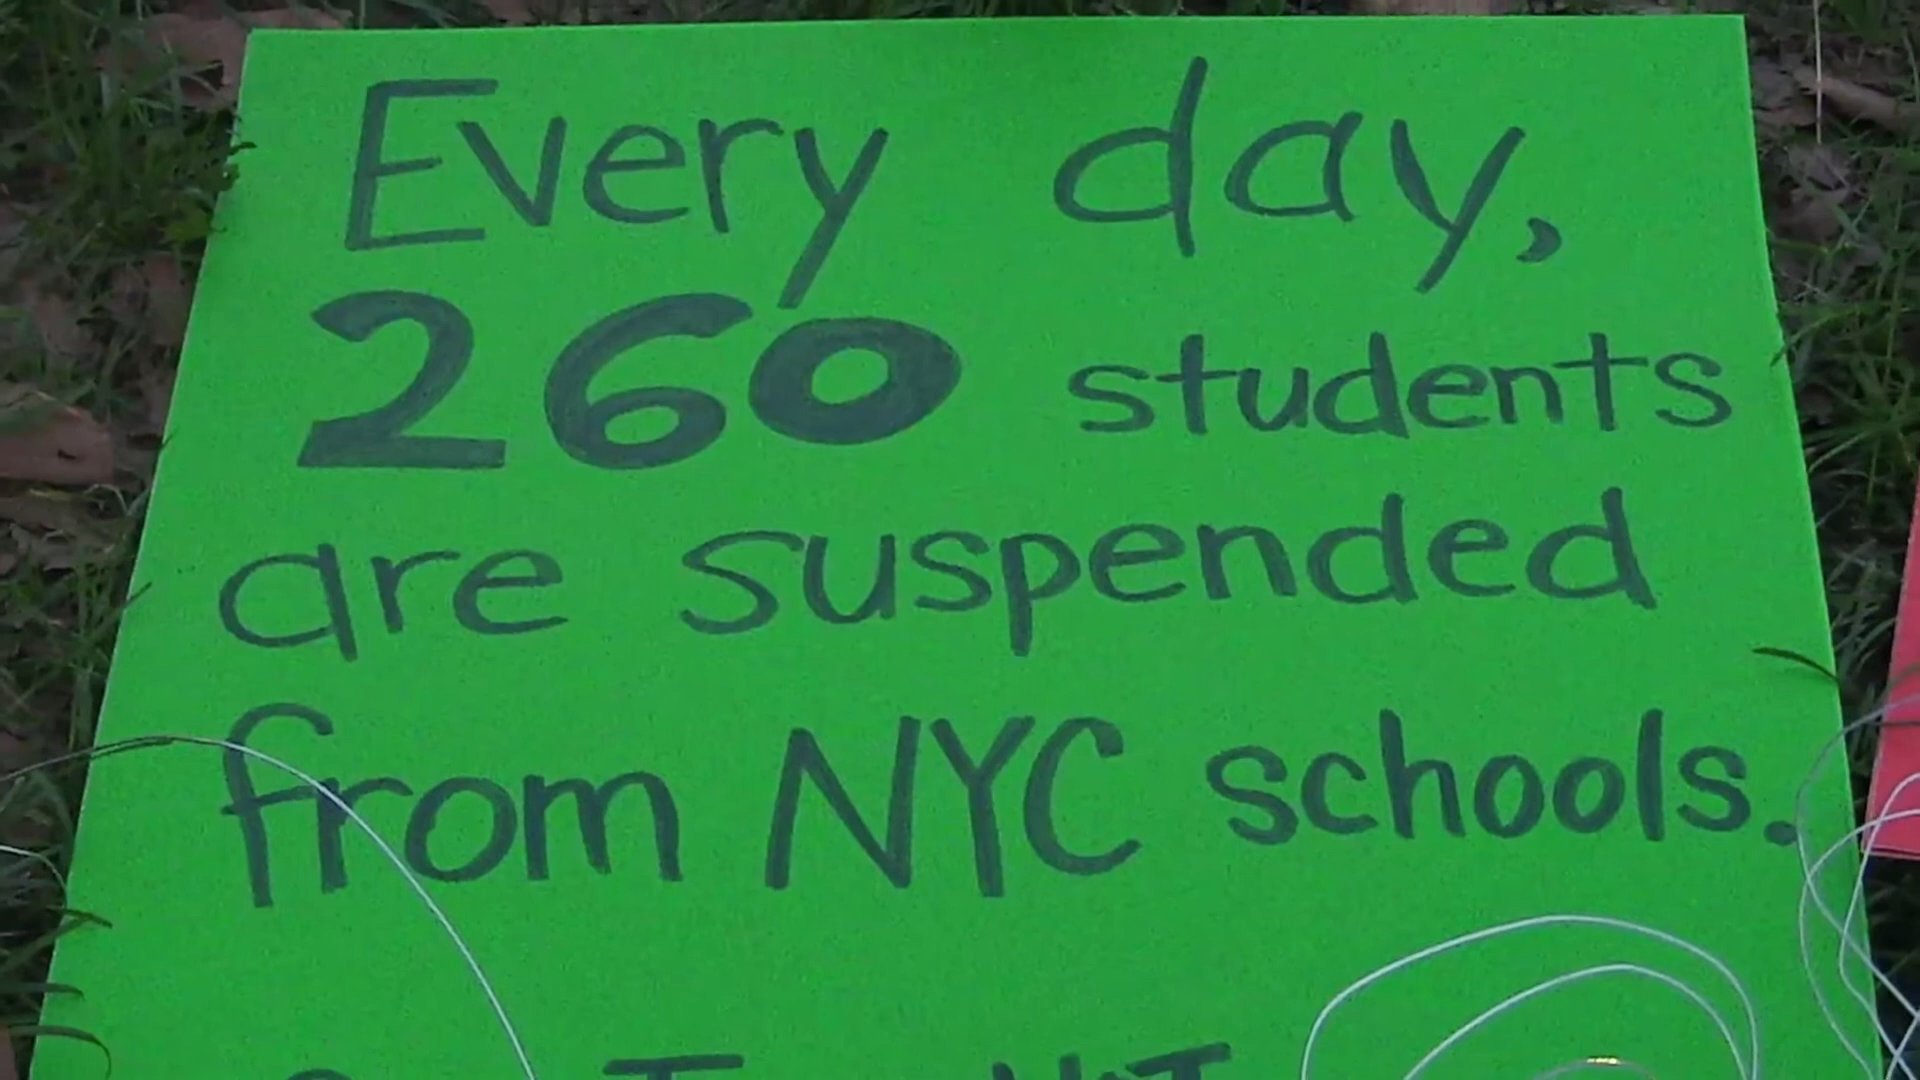 Every day,
260 students
are suspended
from NYC schools.